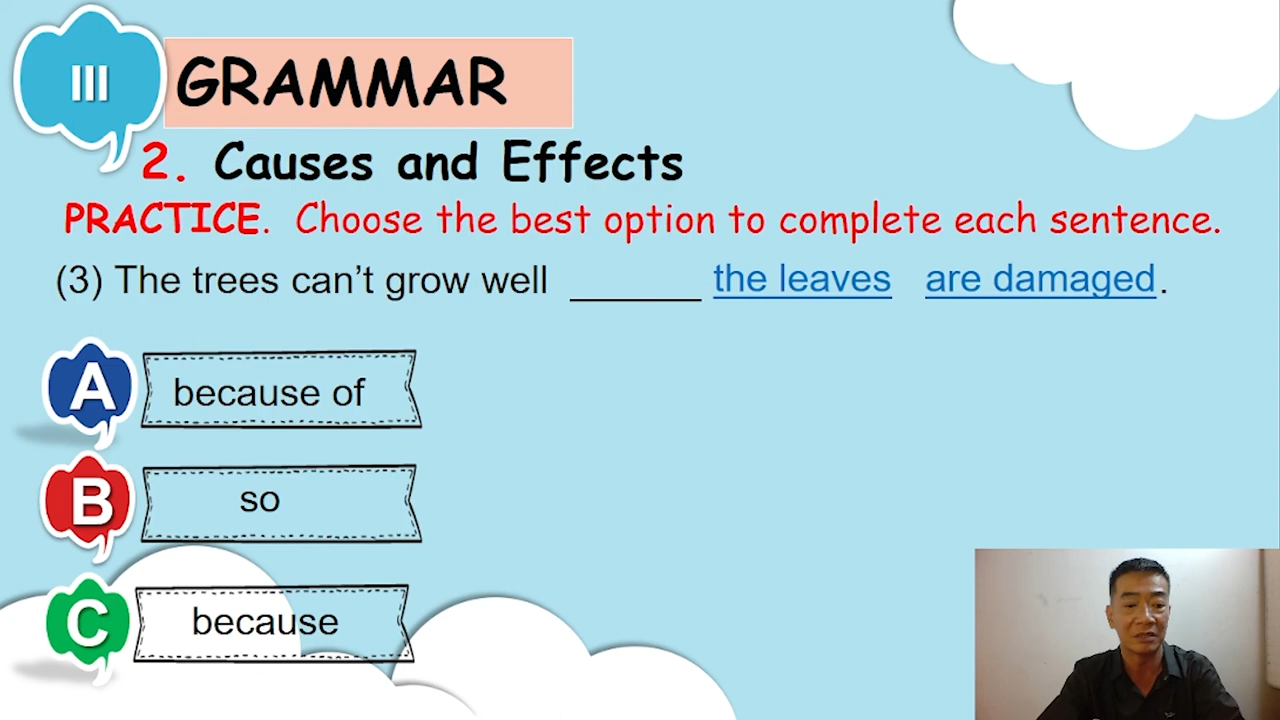 III
GRAMMAR
2. Causes and Effects
PRACTICE. Choose the best option to complete each sentence.
(3) The trees can’t grow well ______ the leaves are damaged.
A because of
B so
C because